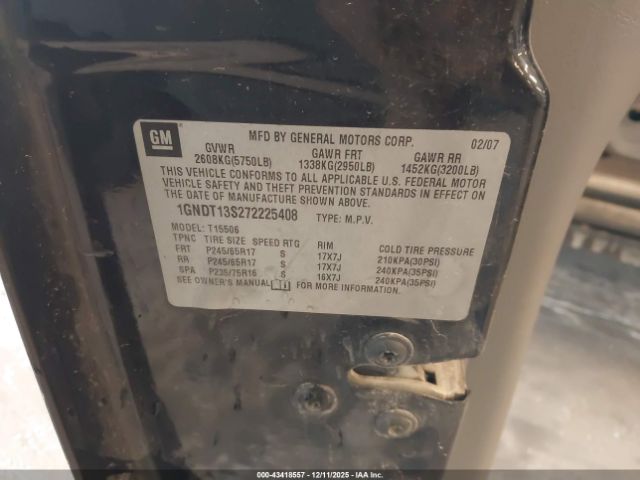 GM
MFD BY GENERAL MOTORS CORP. 02/07
GVWR GAWR FRT GAWR RR
2608KG(5750LB) 1338KG(2950LB) 1452KG(3200LB)
THIS VEHICLE CONFORMS TO ALL APPLICABLE U.S. FEDERAL MOTOR
VEHICLE SAFETY AND THEFT PREVENTION STANDARDS IN EFFECT ON
THE DATE OF MANUFACTURE SHOWN ABOVE.
1GNDT13S272225408 TYPE: M.P.V.
MODEL: T15506
TPNC TIRE SIZE SPEED RTG RIM COLD TIRE PRESSURE
FRT P245/65R17 S 17X7J 210KPA(30PSI)
RR P245/65R17 S 17X7J 240KPA(35PSI)
SPA P235/75R16 S 16X7J 240KPA(35PSI)
SEE OWNER'S MANUAL FOR MORE INFORMATION.
000-43418557 - 12/11/2025 - IAA, LLC